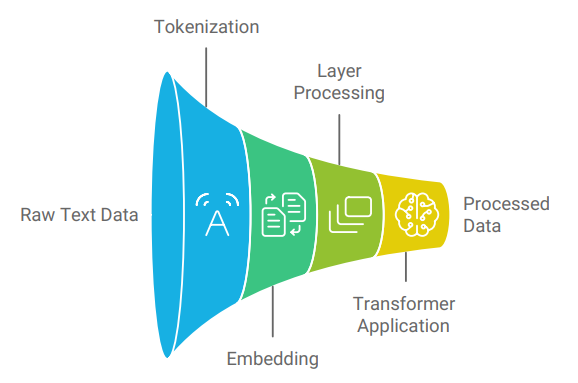 Tokenization
Layer
Processing
Raw Text Data
Processed
Data
Transformer
Application
Embedding